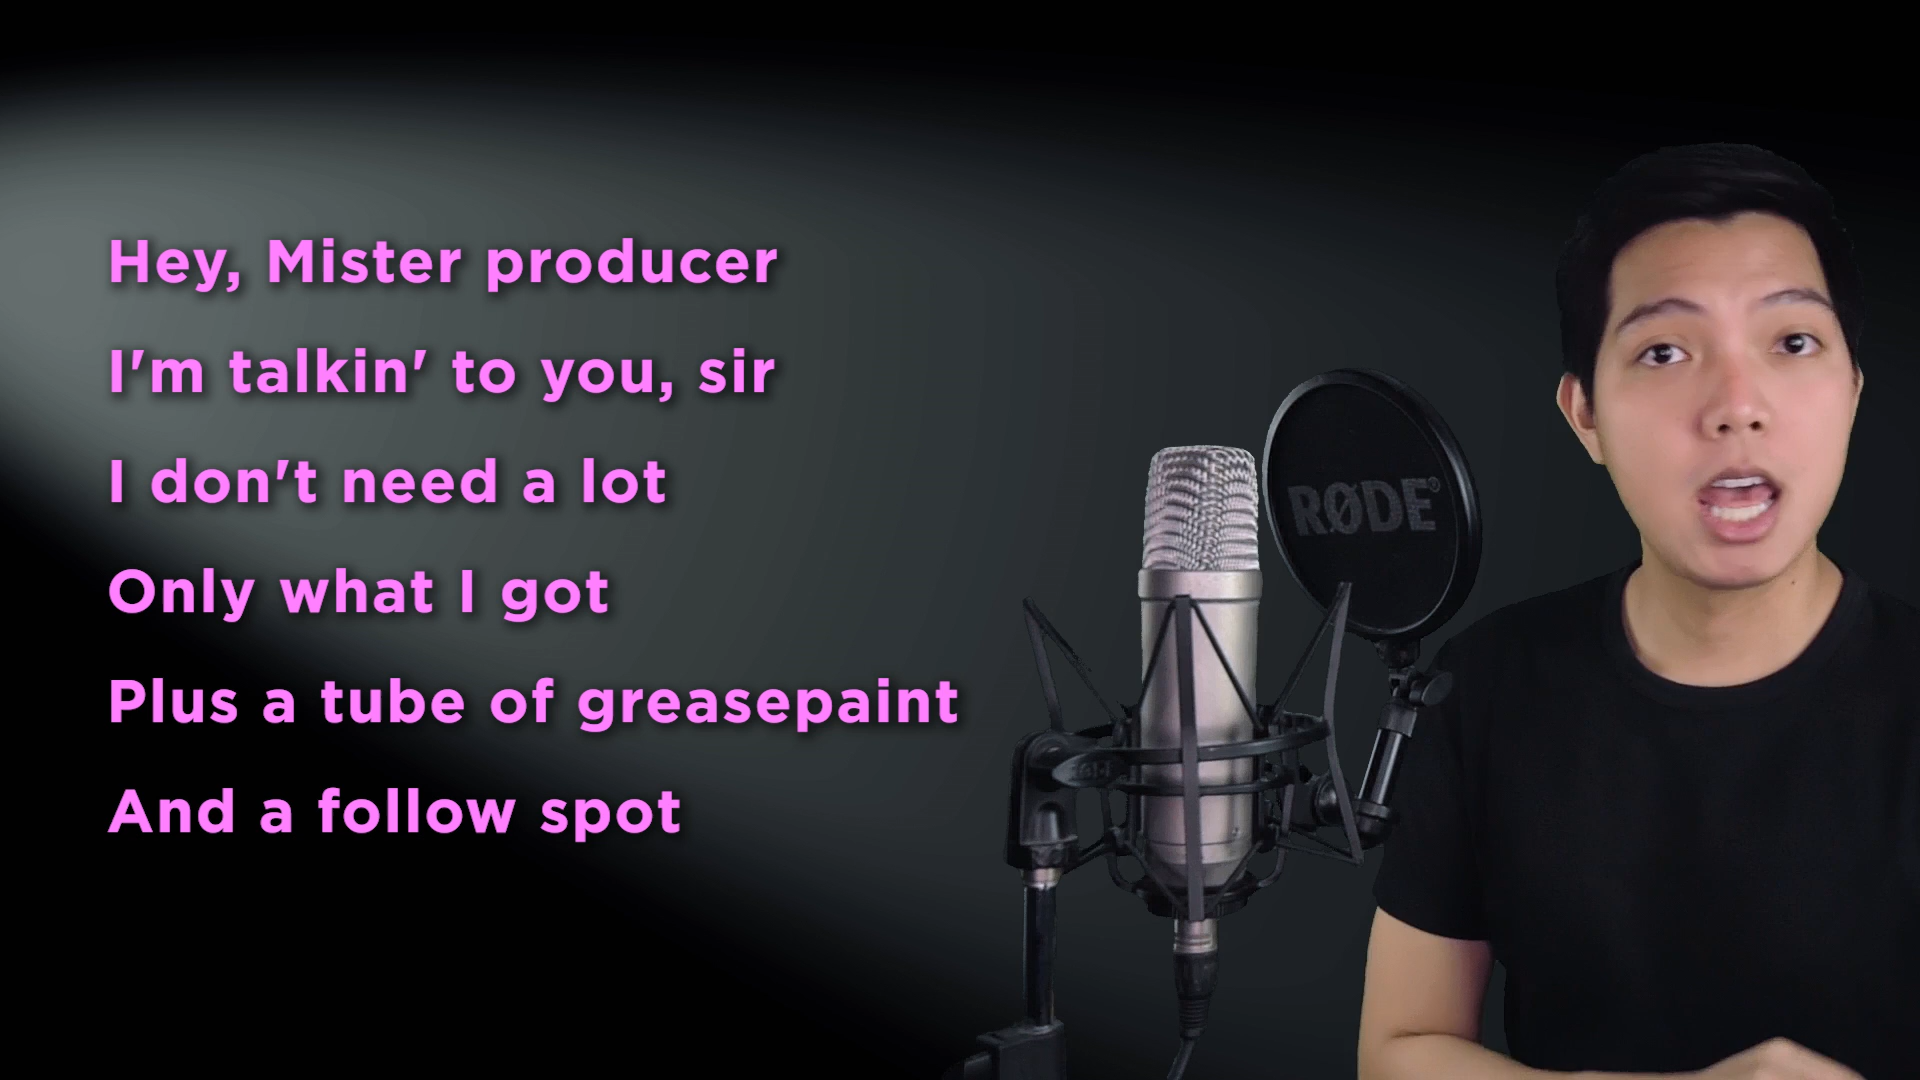 Hey, Mister producer
I'm talkin' to you, sir
I don't need a lot
Only what I got
Plus a tube of greasepaint
And a follow spot
RØDE®